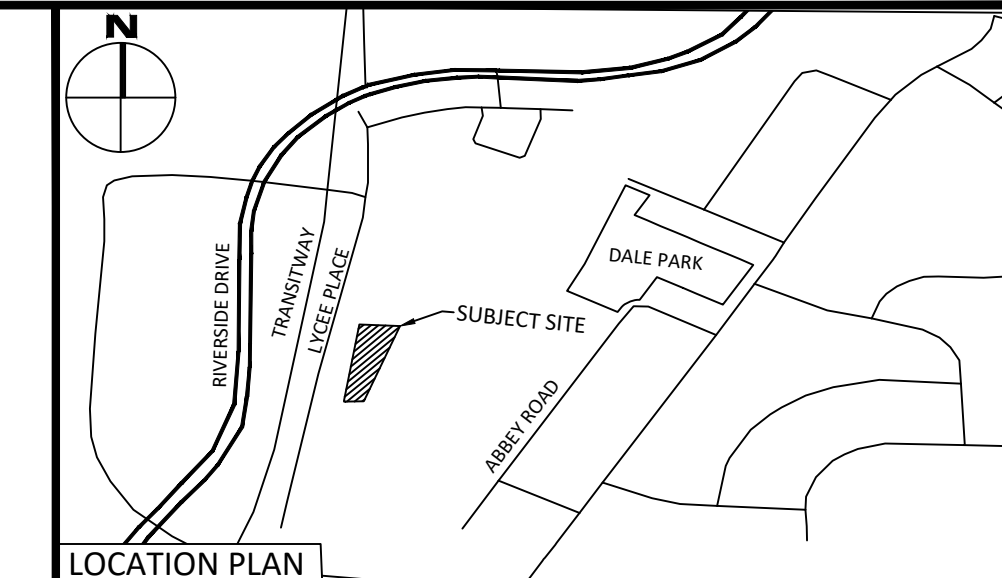 N
RIVERSIDE DRIVE
TRANSITWAY
LYCEE PLACE
SUBJECT SITE
DALE PARK
ABBEY ROAD
LOCATION PLAN